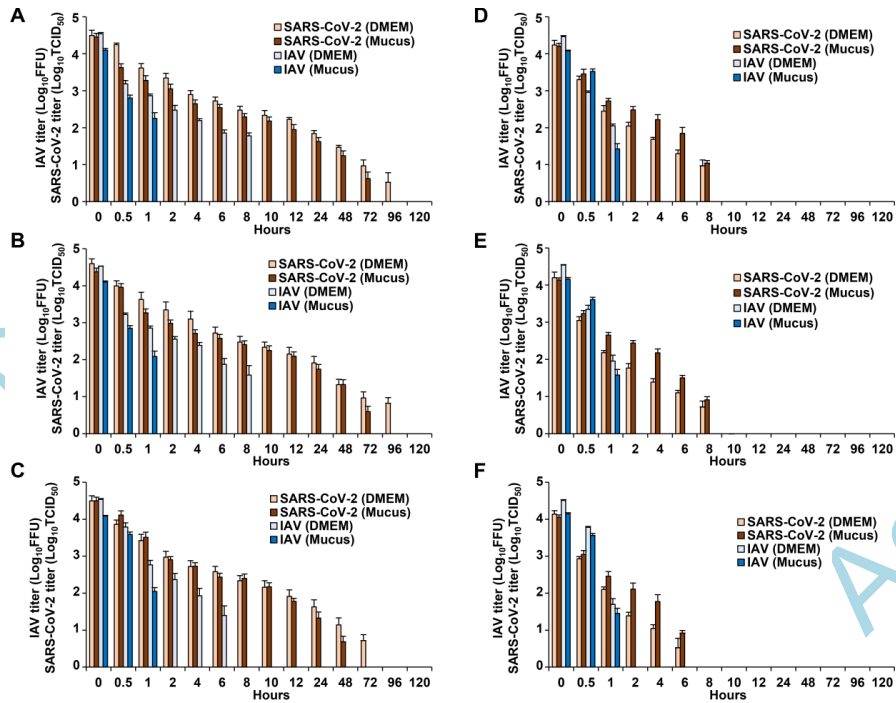 A
IAV titer (Log10FFU)
SARS-CoV-2 titer (Log10TCID50)
5
4
3
2
1
0
SARS-CoV-2 (DMEM)
SARS-CoV-2 (Mucus)
IAV (DMEM)
IAV (Mucus)
0 0.5 1 2 4 6 8 10 12 24 48 72 96 120
Hours
B
IAV titer (Log10FFU)
SARS-CoV-2 titer (Log10TCID50)
5
4
3
2
1
0
SARS-CoV-2 (DMEM)
SARS-CoV-2 (Mucus)
IAV (DMEM)
IAV (Mucus)
0 0.5 1 2 4 6 8 10 12 24 48 72 96 120
Hours
C
IAV titer (Log10FFU)
SARS-CoV-2 titer (Log10TCID50)
5
4
3
2
1
0
SARS-CoV-2 (DMEM)
SARS-CoV-2 (Mucus)
IAV (DMEM)
IAV (Mucus)
0 0.5 1 2 4 6 8 10 12 24 48 72 96 120
Hours
D
IAV titer (Log10FFU)
SARS-CoV-2 titer (Log10TCID50)
5
4
3
2
1
0
SARS-CoV-2 (DMEM)
SARS-CoV-2 (Mucus)
IAV (DMEM)
IAV (Mucus)
0 0.5 1 2 4 6 8 10 12 24 48 72 96 120
Hours
E
IAV titer (Log10FFU)
SARS-CoV-2 titer (Log10TCID50)
5
4
3
2
1
0
SARS-CoV-2 (DMEM)
SARS-CoV-2 (Mucus)
IAV (DMEM)
IAV (Mucus)
0 0.5 1 2 4 6 8 10 12 24 48 72 96 120
Hours
F
IAV titer (Log10FFU)
SARS-CoV-2 titer (Log10TCID50)
5
4
3
2
1
0
SARS-CoV-2 (DMEM)
SARS-CoV-2 (Mucus)
IAV (DMEM)
IAV (Mucus)
0 0.5 1 2 4 6 8 10 12 24 48 72 96 120
Hours